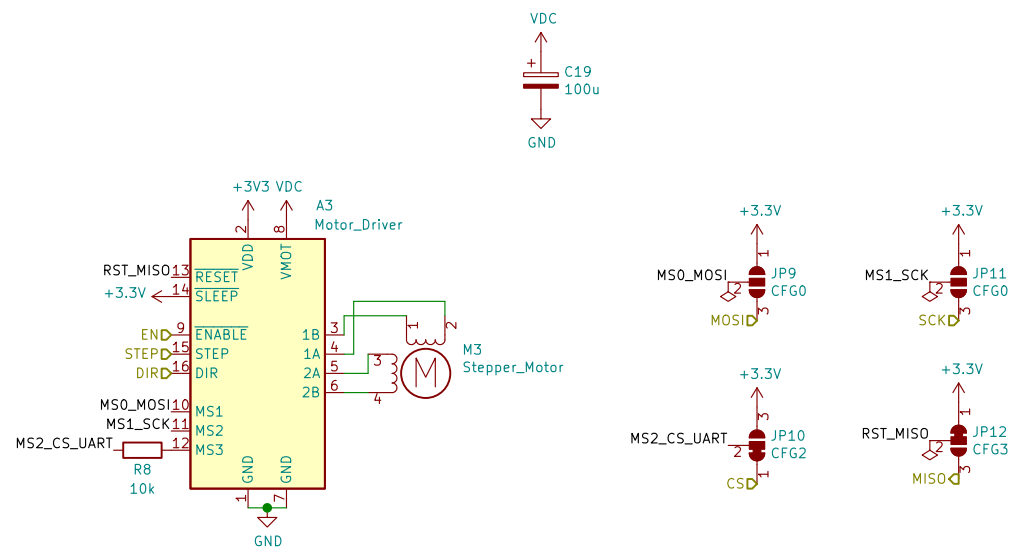 VDC
+
C19
100u
GND
+3V3 VDC
A3
Motor_Driver
2
8
VDD
VMOT
RST_MISO 13 RESET
+3.3V 14 SLEEP
EN 9 ENABLE
STEP 15 STEP
DIR 16 DIR
MS0_MOSI 10 MS1
MS1_SCK 11 MS2
MS2_CS_UART 12 MS3
R8
10k
1B 3
1A 4
2A 5
2B 6
1
2
3
4
M
M3
Stepper_Motor
GND
GND
1
7
GND
+3.3V
1
MS0_MOSI
2
JP9
CFG0
3
MOSI
+3.3V
1
MS1_SCK
2
JP11
CFG0
3
SCK
+3.3V
3
MS2_CS_UART
2
JP10
CFG2
1
CS
+3.3V
1
RST_MISO
2
JP12
CFG3
3
MISO